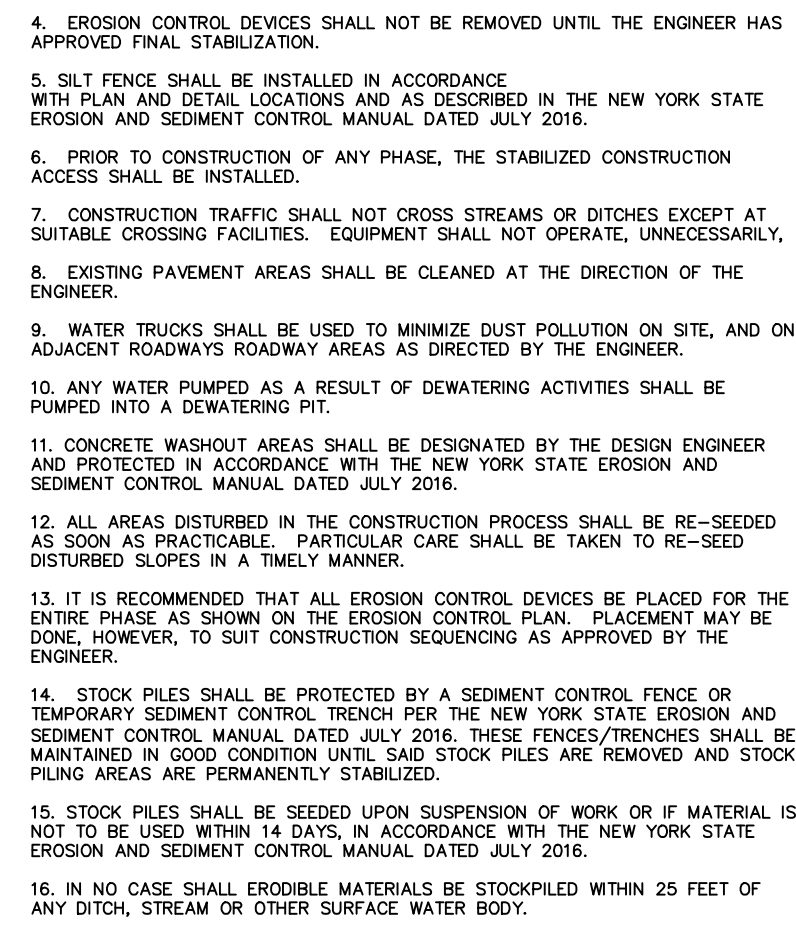 4.  EROSION CONTROL DEVICES SHALL NOT BE REMOVED UNTIL THE ENGINEER HAS
APPROVED FINAL STABILIZATION.
5. SILT FENCE SHALL BE INSTALLED IN ACCORDANCE
WITH PLAN AND DETAIL LOCATIONS AND AS DESCRIBED IN THE NEW YORK STATE
EROSION AND SEDIMENT CONTROL MANUAL DATED JULY 2016.
6.  PRIOR TO CONSTRUCTION OF ANY PHASE, THE STABILIZED CONSTRUCTION
ACCESS SHALL BE INSTALLED.
7.  CONSTRUCTION TRAFFIC SHALL NOT CROSS STREAMS OR DITCHES EXCEPT AT
SUITABLE CROSSING FACILITIES.  EQUIPMENT SHALL NOT OPERATE, UNNECESSARILY,
8.  EXISTING PAVEMENT AREAS SHALL BE CLEANED AT THE DIRECTION OF THE
ENGINEER.
9.  WATER TRUCKS SHALL BE USED TO MINIMIZE DUST POLLUTION ON SITE, AND ON
ADJACENT ROADWAYS ROADWAY AREAS AS DIRECTED BY THE ENGINEER.
10. ANY WATER PUMPED AS A RESULT OF DEWATERING ACTIVITIES SHALL BE
PUMPED INTO A DEWATERING PIT.
11. CONCRETE WASHOUT AREAS SHALL BE DESIGNATED BY THE DESIGN ENGINEER
AND PROTECTED IN ACCORDANCE WITH THE NEW YORK STATE EROSION AND
SEDIMENT CONTROL MANUAL DATED JULY 2016.
12. ALL AREAS DISTURBED IN THE CONSTRUCTION PROCESS SHALL BE RE-SEEDED
AS SOON AS PRACTICABLE.  PARTICULAR CARE SHALL BE TAKEN TO RE-SEED
DISTURBED SLOPES IN A TIMELY MANNER.
13. IT IS RECOMMENDED THAT ALL EROSION CONTROL DEVICES BE PLACED FOR THE
ENTIRE PHASE AS SHOWN ON THE EROSION CONTROL PLAN.  PLACEMENT MAY BE
DONE, HOWEVER, TO SUIT CONSTRUCTION SEQUENCING AS APPROVED BY THE
ENGINEER.
14.  STOCK PILES SHALL BE PROTECTED BY A SEDIMENT CONTROL FENCE OR
TEMPORARY SEDIMENT CONTROL TRENCH PER THE NEW YORK STATE EROSION AND
SEDIMENT CONTROL MANUAL DATED JULY 2016. THESE FENCES/TRENCHES SHALL BE
MAINTAINED IN GOOD CONDITION UNTIL SAID STOCK PILES ARE REMOVED AND STOCK
PILING AREAS ARE PERMANENTLY STABILIZED.
15. STOCK PILES SHALL BE SEEDED UPON SUSPENSION OF WORK OR IF MATERIAL IS
NOT TO BE USED WITHIN 14 DAYS, IN ACCORDANCE WITH THE NEW YORK STATE
EROSION AND SEDIMENT CONTROL MANUAL DATED JULY 2016.
16. IN NO CASE SHALL ERODIBLE MATERIALS BE STOCKPILED WITHIN 25 FEET OF
ANY DITCH, STREAM OR OTHER SURFACE WATER BODY.